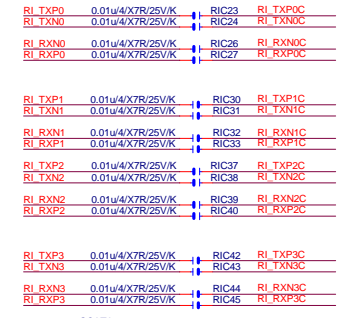 RI_TXP0 0.01u/4/X7R/25V/K RIC23 RI_TXP0C
RI_TXN0 0.01u/4/X7R/25V/K RIC24 RI_TXN0C
RI_RXN0 0.01u/4/X7R/25V/K RIC26 RI_RXN0C
RI_RXP0 0.01u/4/X7R/25V/K RIC27 RI_RXP0C
RI_TXP1 0.01u/4/X7R/25V/K RIC30 RI_TXP1C
RI_TXN1 0.01u/4/X7R/25V/K RIC31 RI_TXN1C
RI_RXN1 0.01u/4/X7R/25V/K RIC32 RI_RXN1C
RI_RXP1 0.01u/4/X7R/25V/K RIC33 RI_RXP1C
RI_TXP2 0.01u/4/X7R/25V/K RIC37 RI_TXP2C
RI_TXN2 0.01u/4/X7R/25V/K RIC38 RI_TXN2C
RI_RXN2 0.01u/4/X7R/25V/K RIC39 RI_RXN2C
RI_RXP2 0.01u/4/X7R/25V/K RIC40 RI_RXP2C
RI_TXP3 0.01u/4/X7R/25V/K RIC42 RI_TXP3C
RI_TXN3 0.01u/4/X7R/25V/K RIC43 RI_TXN3C
RI_RXN3 0.01u/4/X7R/25V/K RIC44 RI_RXN3C
RI_RXP3 0.01u/4/X7R/25V/K RIC45 RI_RXP3C